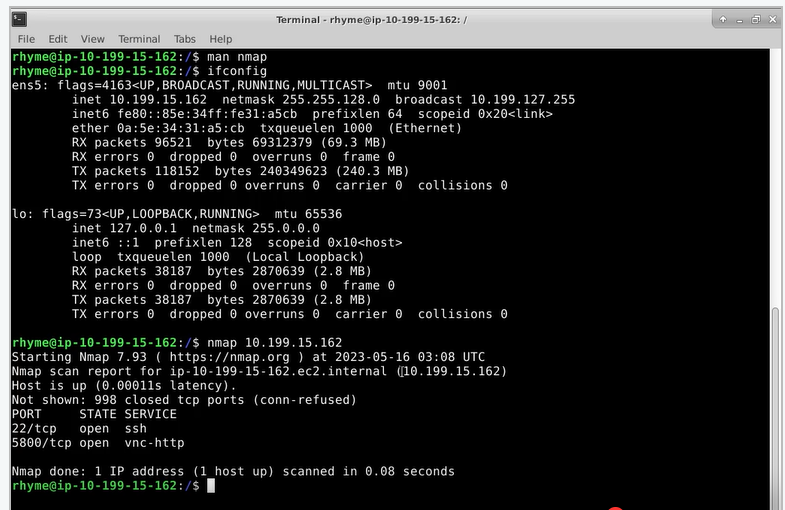 Terminal - rhyme@ip-10-199-15-162: /
File Edit View Terminal Tabs Help
rhyme@ip-10-199-15-162:/$ man nmap
rhyme@ip-10-199-15-162:/$ ifconfig
ens5: flags=4163<UP,BROADCAST,RUNNING,MULTICAST>  mtu 9001
        inet 10.199.15.162  netmask 255.255.128.0  broadcast 10.199.127.255
        inet6 fe80::85e:34ff:fe31:a5cb  prefixlen 64  scopeid 0x20<link>
        ether 0a:5e:34:31:a5:cb  txqueuelen 1000  (Ethernet)
        RX packets 96521  bytes 69312379 (69.3 MB)
        RX errors 0  dropped 0  overruns 0  frame 0
        TX packets 118152  bytes 240349623 (240.3 MB)
        TX errors 0  dropped 0 overruns 0  carrier 0  collisions 0
lo: flags=73<UP,LOOPBACK,RUNNING>  mtu 65536
        inet 127.0.0.1  netmask 255.0.0.0
        inet6 ::1  prefixlen 128  scopeid 0x10<host>
        loop  txqueuelen 1000  (Local Loopback)
        RX packets 38187  bytes 2870639 (2.8 MB)
        RX errors 0  dropped 0  overruns 0  frame 0
        TX packets 38187  bytes 2870639 (2.8 MB)
        TX errors 0  dropped 0 overruns 0  carrier 0  collisions 0
rhyme@ip-10-199-15-162:/$ nmap 10.199.15.162
Starting Nmap 7.93 ( https://nmap.org ) at 2023-05-16 03:08 UTC
Nmap scan report for ip-10-199-15-162.ec2.internal (10.199.15.162)
Host is up (0.00011s latency).
Not shown: 998 closed tcp ports (conn-refused)
PORT     STATE SERVICE
22/tcp   open  ssh
5800/tcp open  vnc-http
Nmap done: 1 IP address (1 host up) scanned in 0.08 seconds
rhyme@ip-10-199-15-162:/$